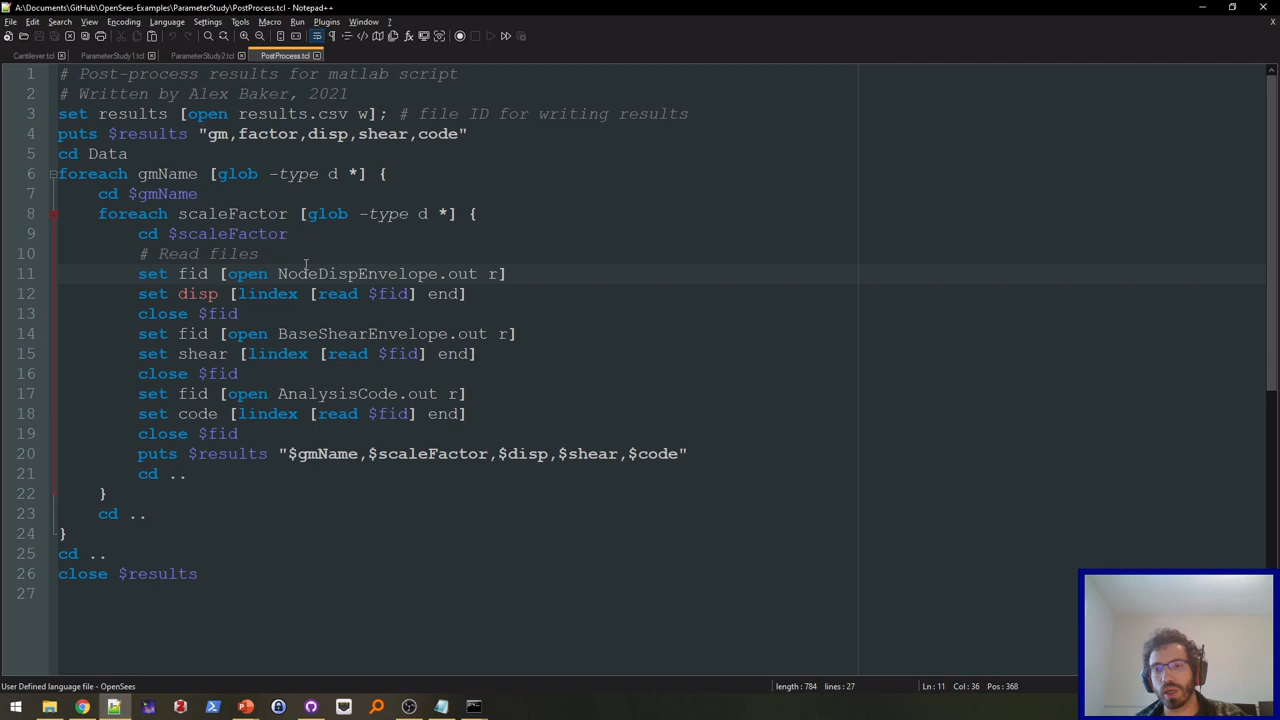 A:\Documents\GitHub\OpenSees-Examples\ParameterStudy\PostProcess.tcl - Notepad++
File Edit Search View Encoding Language Settings Tools Macro Run Plugins Window ?
Cantilever.tcl ParameterStudy1.tcl ParameterStudy2.tcl PostProcess.tcl
1 # Post-process results for matlab script
2 # Written by Alex Baker, 2021
3 set results [open results.csv w]; # file ID for writing results
4 puts $results "gm,factor,disp,shear,code"
5 cd Data
6 foreach gmName [glob -type d *] {
7 cd $gmName
8 foreach scaleFactor [glob -type d *] {
9 cd $scaleFactor
10 # Read files
11 set fid [open NodeDispEnvelope.out r]
12 set disp [lindex [read $fid] end]
13 close $fid
14 set fid [open BaseShearEnvelope.out r]
15 set shear [lindex [read $fid] end]
16 close $fid
17 set fid [open AnalysisCode.out r]
18 set code [lindex [read $fid] end]
19 close $fid
20 puts $results "$gmName,$scaleFactor,$disp,$shear,$code"
21 cd ..
22 }
23 cd ..
24 }
25 cd ..
26 close $results
27
User Defined language file - OpenSees length : 784 lines : 27 Ln : 11 Col : 36 Pos : 368